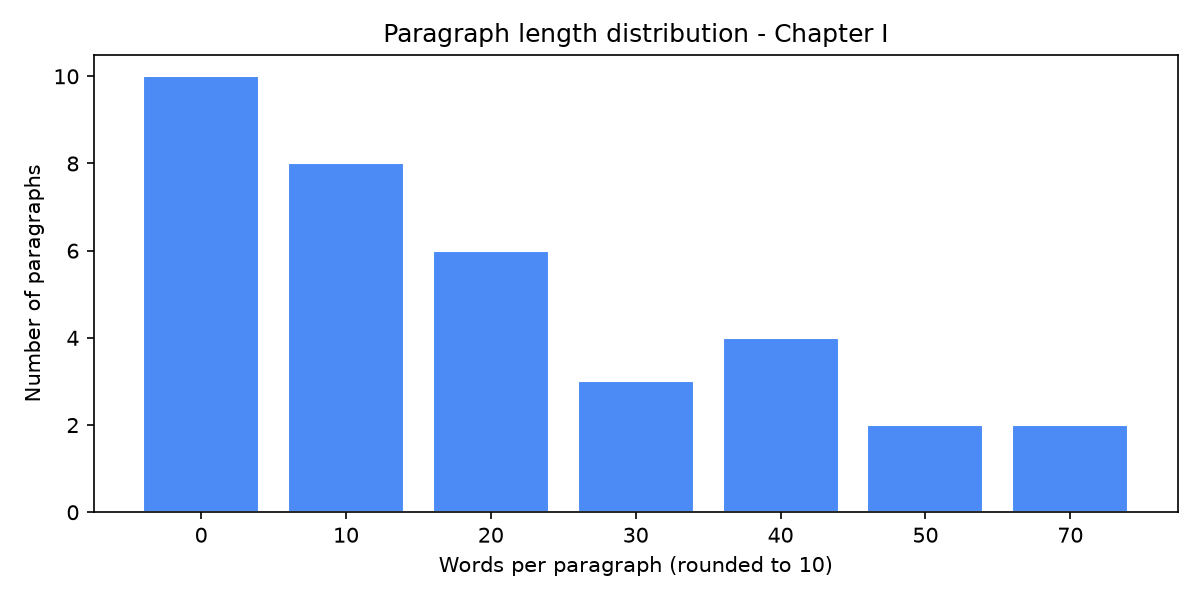 Paragraph length distribution - Chapter I
Number of paragraphs
10
8
6
4
2
0
0 10 20 30 40 50 70
Words per paragraph (rounded to 10)